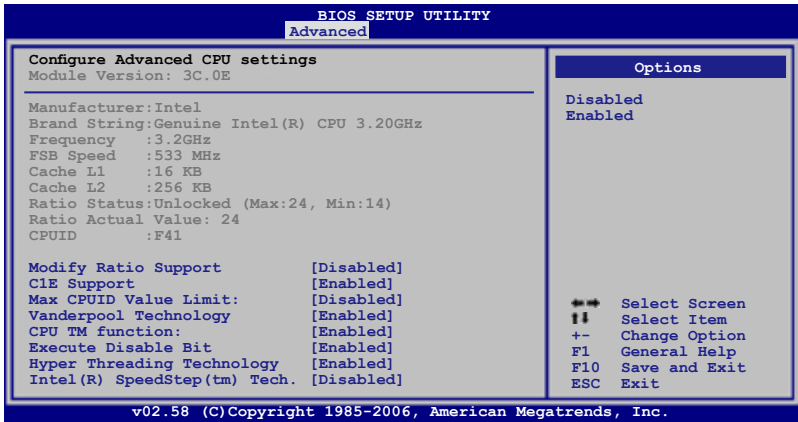 BIOS SETUP UTILITY
Advanced
Configure Advanced CPU settings
Module Version: 3C.0E
Manufacturer:Intel
Brand String:Genuine Intel(R) CPU 3.20GHz
Frequency :3.2GHz
FSB Speed :533 MHz
Cache L1 :16 KB
Cache L2 :256 KB
Ratio Status:Unlocked (Max:24, Min:14)
Ratio Actual Value: 24
CPUID :F41
Modify Ratio Support [Disabled]
C1E Support [Enabled]
Max CPUID Value Limit: [Disabled]
Vanderpool Technology [Enabled]
CPU TM function: [Enabled]
Execute Disable Bit [Enabled]
Hyper Threading Technology [Enabled]
Intel(R) SpeedStep(tm) Tech. [Disabled]
Options
Disabled
Enabled
←→ Select Screen
↑↓ Select Item
+- Change Option
F1 General Help
F10 Save and Exit
ESC Exit
v02.58 (C)Copyright 1985-2006, American Megatrends, Inc.